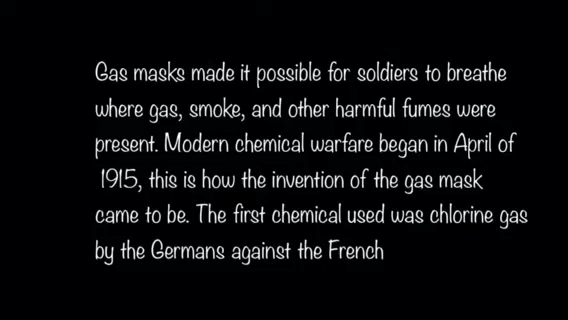 Gas masks made it possible for soldiers to breathe
where gas, smoke, and other harmful fumes were
present. Modern chemical warfare began in April of
1915, this is how the invention of the gas mask
came to be. The first chemical used was chlorine gas
by the Germans against the French